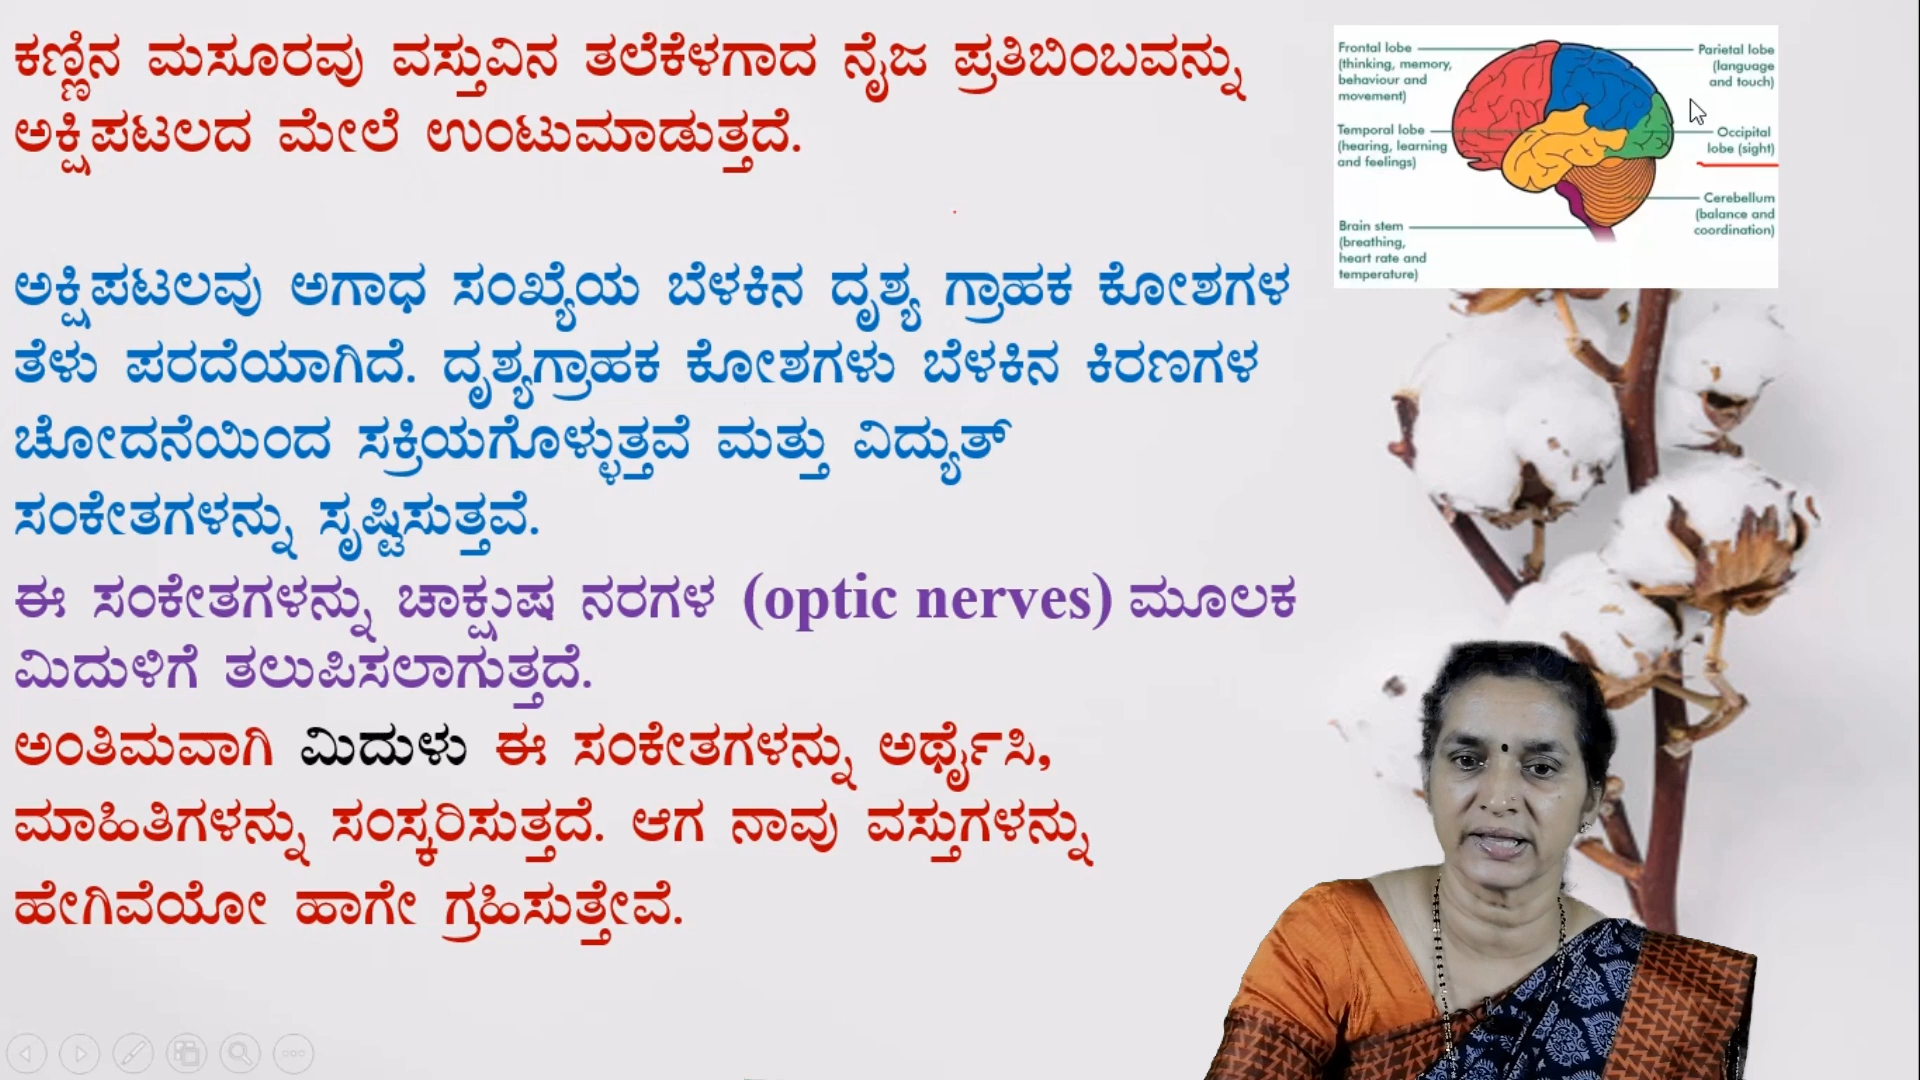 ಕಣ್ಣಿನ ಮಸೂರವು ವಸ್ತುವಿನ ತಲೆಕೆಳಗಾದ ನೈಜ ಪ್ರತಿಬಿಂಬವನ್ನು
ಅಕ್ಷಿಪಟಲದ ಮೇಲೆ ಉಂಟುಮಾಡುತ್ತದೆ.
ಅಕ್ಷಿಪಟಲವು ಅಗಾಧ ಸಂಖ್ಯೆಯ ಬೆಳಕಿನ ದೃಶ್ಯ ಗ್ರಾಹಕ ಕೋಶಗಳ
ತೆಳು ಪರದೆಯಾಗಿದೆ. ದೃಶ್ಯಗ್ರಾಹಕ ಕೋಶಗಳು ಬೆಳಕಿನ ಕಿರಣಗಳ
ಚೋದನೆಯಿಂದ ಸಕ್ರಿಯಗೊಳ್ಳುತ್ತವೆ ಮತ್ತು ವಿದ್ಯುತ್
ಸಂಕೇತಗಳನ್ನು ಸೃಷ್ಟಿಸುತ್ತವೆ.
ಈ ಸಂಕೇತಗಳನ್ನು ಚಾಕ್ಷುಷ ನರಗಳ (optic nerves) ಮೂಲಕ
ಮಿದುಳಿಗೆ ತಲುಪಿಸಲಾಗುತ್ತದೆ.
ಅಂತಿಮವಾಗಿ ಮಿದುಳು ಈ ಸಂಕೇತಗಳನ್ನು ಅರ್ಥೈಸಿ,
ಮಾಹಿತಿಗಳನ್ನು ಸಂಸ್ಕರಿಸುತ್ತದೆ. ಆಗ ನಾವು ವಸ್ತುಗಳನ್ನು
ಹೇಗಿವೆಯೋ ಹಾಗೇ ಗ್ರಹಿಸುತ್ತೇವೆ.
Frontal lobe
(thinking, memory,
behaviour and
movement)
Temporal lobe
(hearing, learning
and feelings)
Brain stem
(breathing,
heart rate and
temperature)
Parietal lobe
(language
and touch)
Occipital
lobe (sight)
Cerebellum
(balance and
coordination)